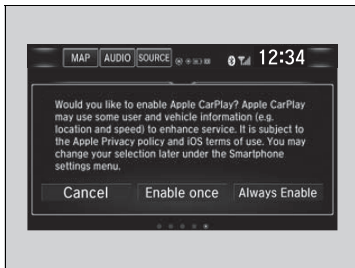 MAP AUDIO SOURCE 12:34
Would you like to enable Apple CarPlay? Apple CarPlay
may use some user and vehicle information (e.g.
location and speed) to enhance service. It is subject to
the Apple Privacy policy and iOS terms of use. You may
change your selection later under the Smartphone
settings menu.
Cancel Enable once Always Enable